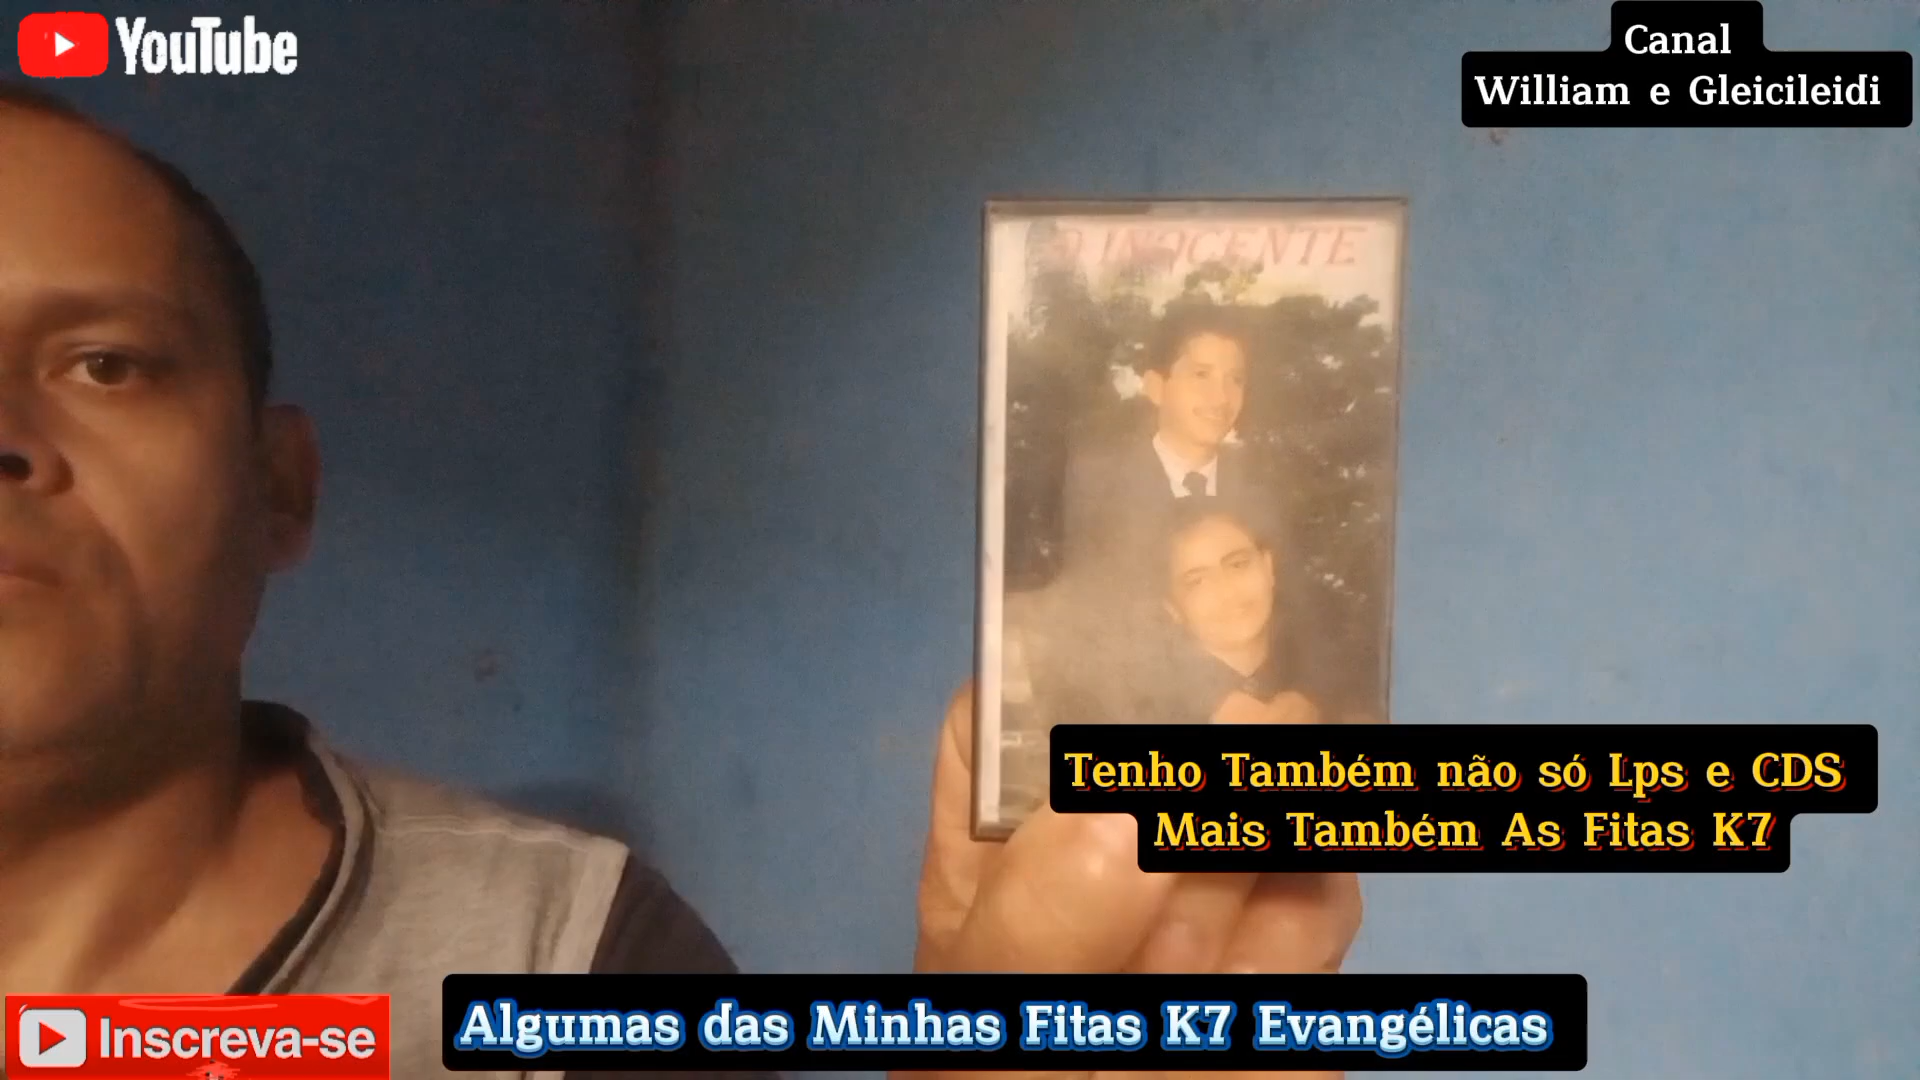 YouTube
Canal
William e Gleicileidi
O INOCENTE
Tenho Também não só Lps e CDS
Mais Também As Fitas K7
Algumas das Minhas Fitas K7 Evangélicas
Inscreva-se